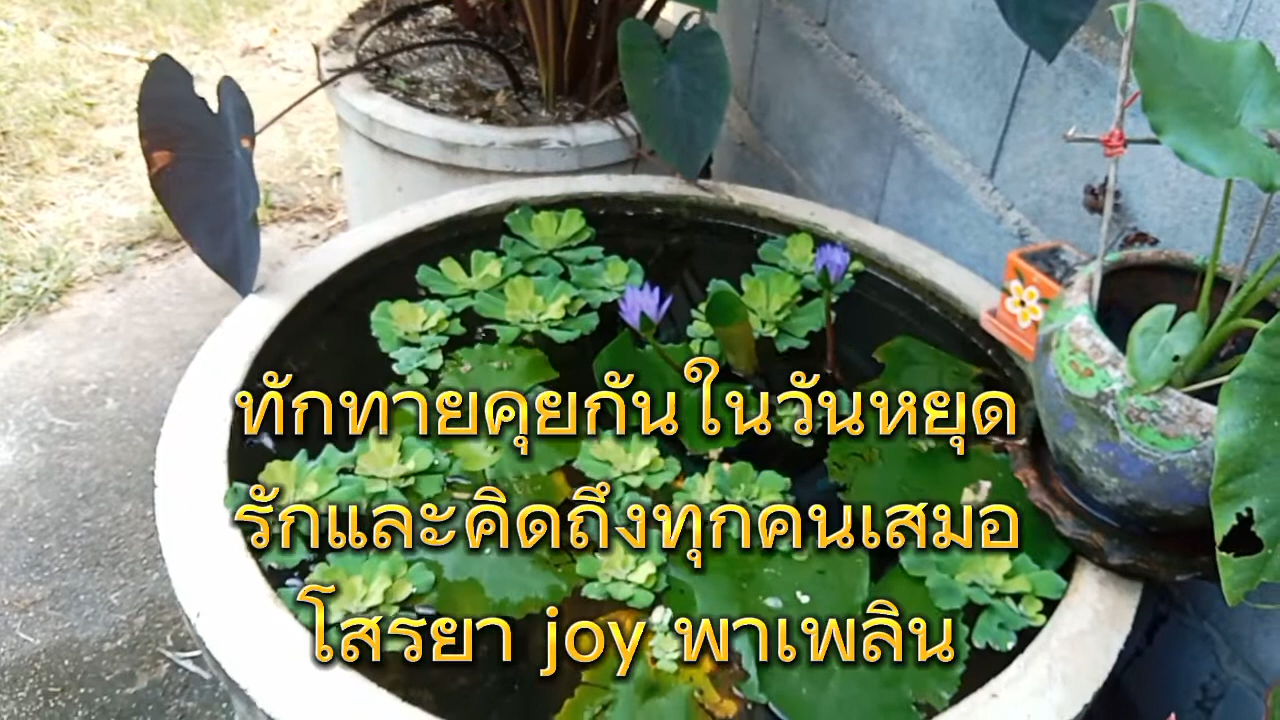 ทักทายคุยกันในวันหยุด
รักและคิดถึงทุกคนเสมอ
โสรยา joy พาเพลิน